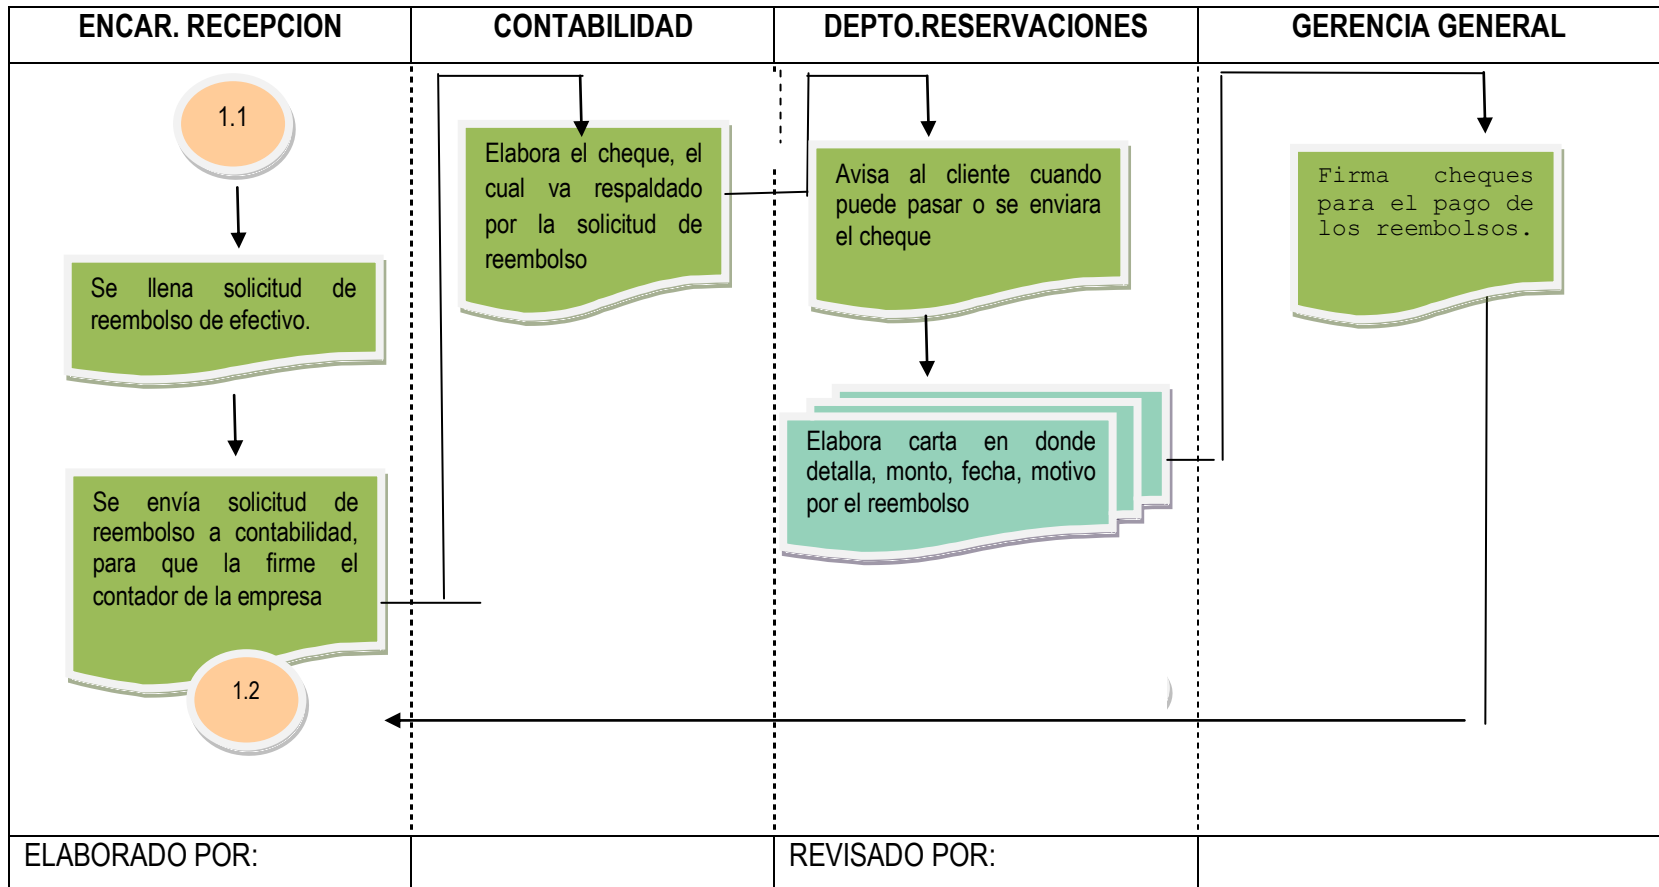 ENCAR. RECEPCION
CONTABILIDAD
DEPTO.RESERVACIONES
GERENCIA GENERAL
1.1
Se llena solicitud de
reembolso de efectivo.
Se envía solicitud de
reembolso a contabilidad,
para que la firme el
contador de la empresa
1.2
Elabora el cheque, el
cual va respaldado
por la solicitud de
reembolso
Avisa al cliente cuando
puede pasar o se enviara
el cheque
Elabora carta en donde
detalla, monto, fecha, motivo
por el reembolso
Firma cheques
para el pago de
los reembolsos.
ELABORADO POR:
REVISADO POR: